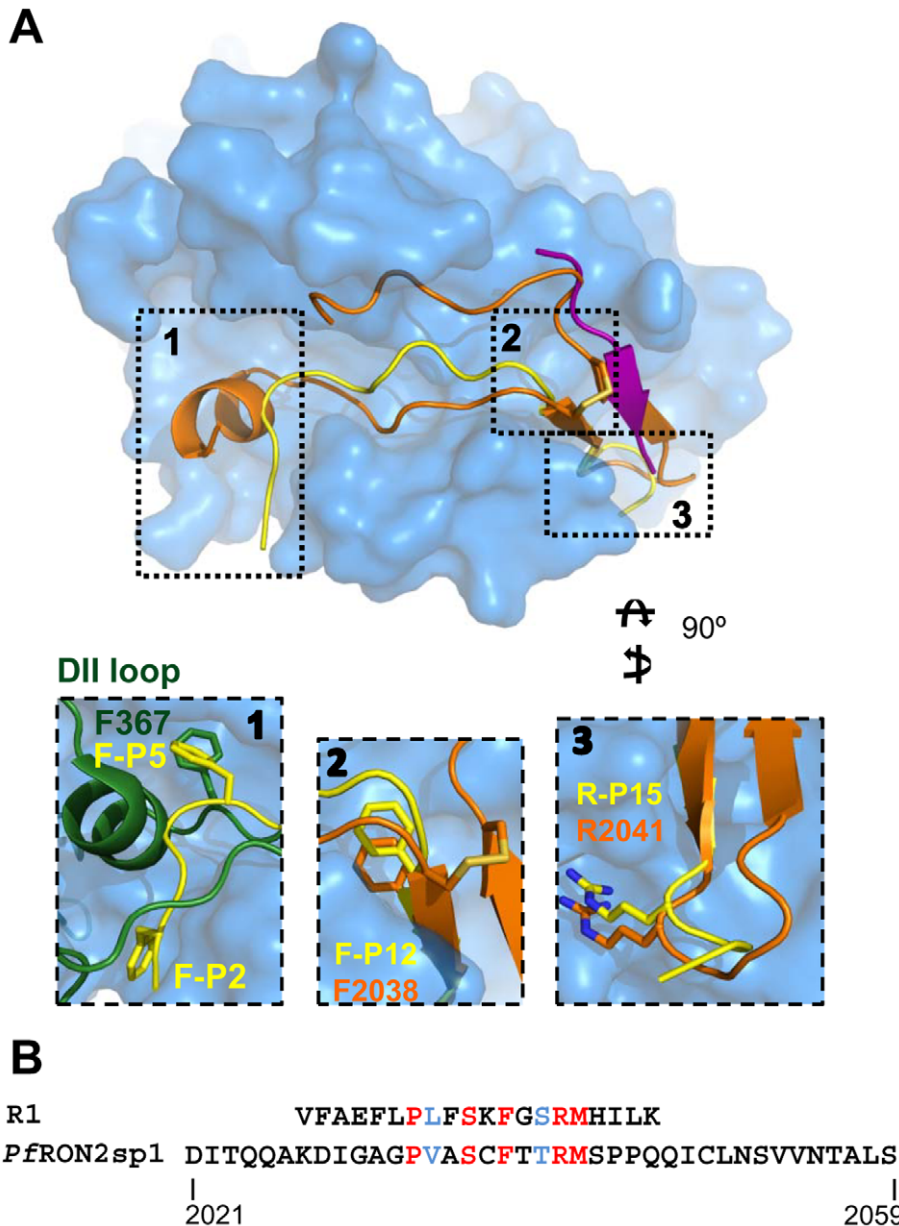 A
1
2
3
90º
DII loop
F367
1
F-P5
F-P2
2
F-P12
F2038
3
R-P15
R2041
B
R1 VFAEFLPLFSKFGSRMHILK
PfRON2sp1 DITQQAKDIGAGPVASCFTTRMSPPQQICLNSVVNTALS
2021 2059